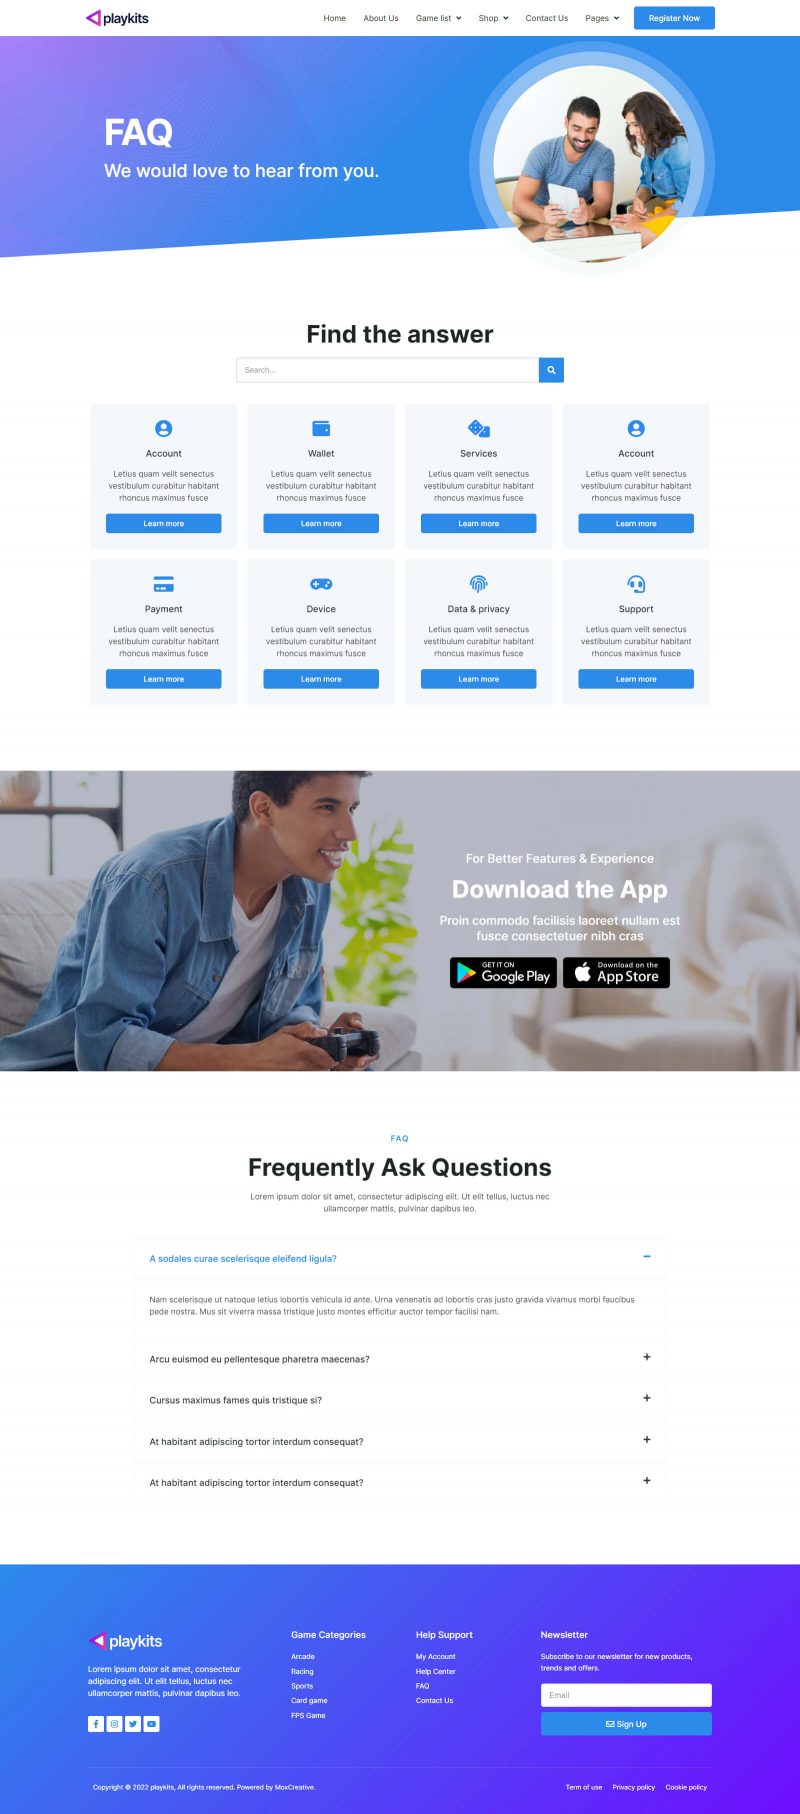 playkits
Home About Us Game list Shop Contact Us Pages Register Now
FAQ
We would love to hear from you.
Find the answer
Search...
Account
Letius quam velit senectus
vestibulum curabitur habitant
rhoncus maximus fusce
Learn more
Wallet
Letius quam velit senectus
vestibulum curabitur habitant
rhoncus maximus fusce
Learn more
Services
Letius quam velit senectus
vestibulum curabitur habitant
rhoncus maximus fusce
Learn more
Account
Letius quam velit senectus
vestibulum curabitur habitant
rhoncus maximus fusce
Learn more
Payment
Letius quam velit senectus
vestibulum curabitur habitant
rhoncus maximus fusce
Learn more
Device
Letius quam velit senectus
vestibulum curabitur habitant
rhoncus maximus fusce
Learn more
Data & privacy
Letius quam velit senectus
vestibulum curabitur habitant
rhoncus maximus fusce
Learn more
Support
Letius quam velit senectus
vestibulum curabitur habitant
rhoncus maximus fusce
Learn more
For Better Features & Experience
Download the App
Proin commodo facilisis laoreet nullam est
fusce consectetuer nibh cras
GET IT ON
Google Play
Download on the
App Store
FAQ
Frequently Ask Questions
Lorem ipsum dolor sit amet, consectetur adipiscing elit. Ut elit tellus, luctus nec
ullamcorper mattis, pulvinar dapibus leo.
A sodales curae scelerisque eleifend ligula?
Nam scelerisque ut natoque letius lobortis vehicula id ante. Urna venenatis ad lobortis cras justo gravida vivamus morbi faucibus
pede nostra. Mus sit viverra massa tristique justo montes efficitur auctor tempor facilisi nam.
Arcu euismod eu pellentesque pharetra maecenas?
Cursus maximus fames quis tristique si?
At habitant adipiscing tortor interdum consequat?
At habitant adipiscing tortor interdum consequat?
playkits
Lorem ipsum dolor sit amet, consectetur
adipiscing elit. Ut elit tellus, luctus nec
ullamcorper mattis, pulvinar dapibus leo.
Game Categories
Arcade
Racing
Sports
Card game
FPS Game
Help Support
My Account
Help Center
FAQ
Contact Us
Newsletter
Subscribe to our newsletter for new products,
trends and offers.
Email
Sign Up
Copyright © 2022 playkits, All rights reserved. Powered by MoxCreative.
Term of use Privacy policy Cookie policy